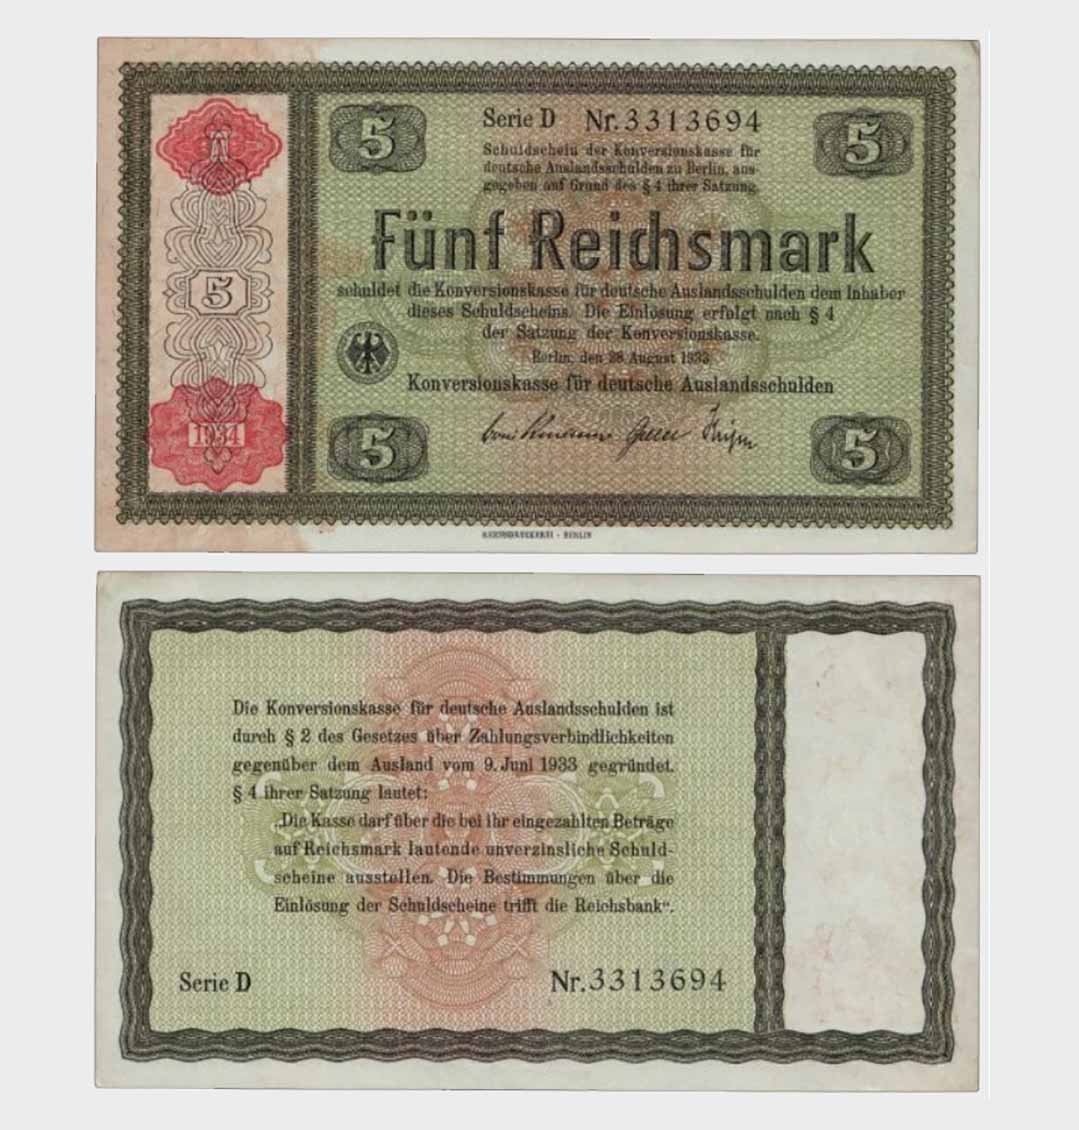 5
Serie D Nr. 3313694
5
Schuldschein der Konversionskasse für
deutsche Auslandsschulden zu Berlin, aus-
gegeben auf Grund des § 4 ihrer Satzung.
Fünf Reichsmark
5
schuldet die Konversionskasse für deutsche Auslandsschulden dem Inhaber
dieses Schuldscheins. Die Einlösung erfolgt nach § 4
der Satzung der Konversionskasse.
Berlin, den 28. August 1933
Konversionskasse für deutsche Auslandsschulden
1934
5
5
REICHSDRUCKEREI · BERLIN
Die Konversionskasse für deutsche Auslandsschulden ist
durch § 2 des Gesetzes über Zahlungsverbindlichkeiten
gegenüber dem Ausland vom 9. Juni 1933 gegründet.
§ 4 ihrer Satzung lautet:
„Die Kasse darf über die bei ihr eingezahlten Beträge
auf Reichsmark lautende unverzinsliche Schuld-
scheine ausstellen. Die Bestimmungen über die
Einlösung der Schuldscheine trifft die Reichsbank“.
Serie D Nr. 3313694